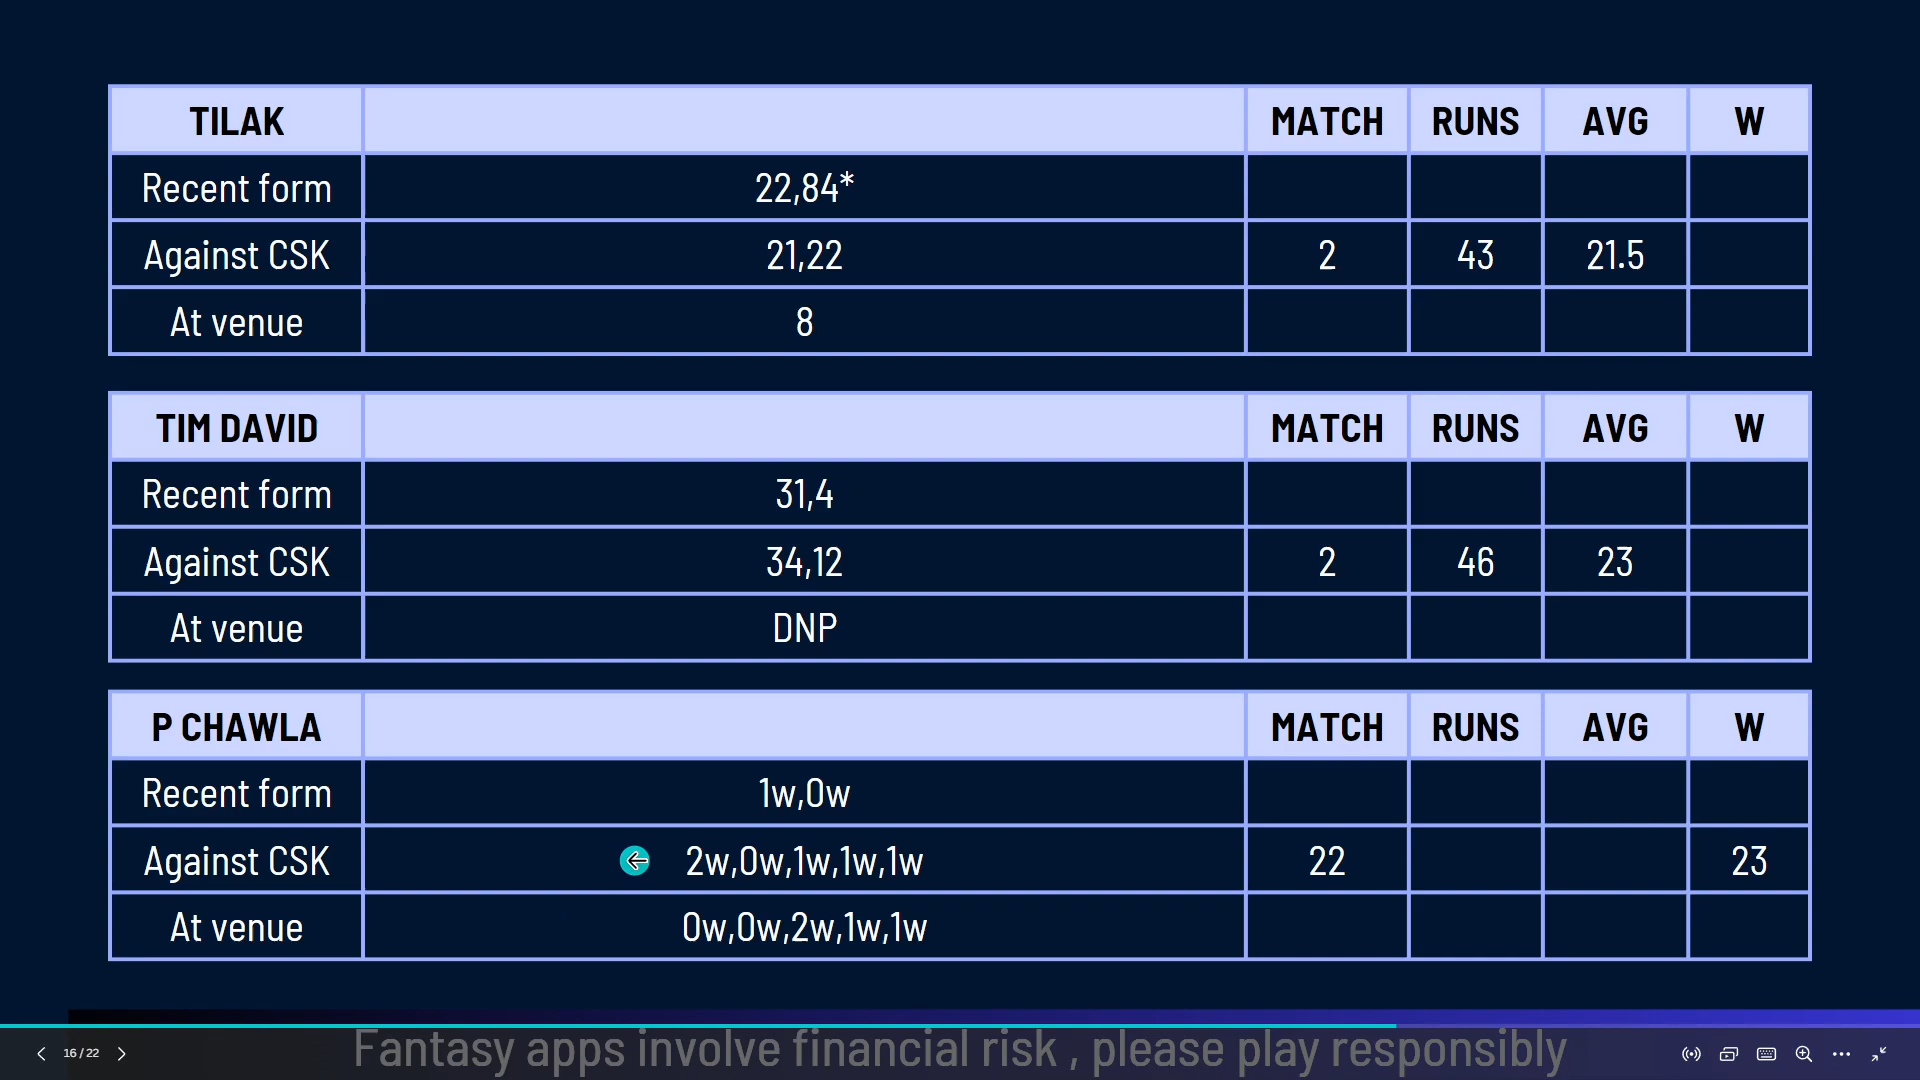 TILAK MATCH RUNS AVG W
Recent form 22,84*
Against CSK 21,22 2 43 21.5
At venue 8
TIM DAVID MATCH RUNS AVG W
Recent form 31,4
Against CSK 34,12 2 46 23
At venue DNP
P CHAWLA MATCH RUNS AVG W
Recent form 1w,0w
Against CSK 2w,0w,1w,1w,1w 22 23
At venue 0w,0w,2w,1w,1w
Fantasy apps involve financial risk , please play responsibly
16 / 22